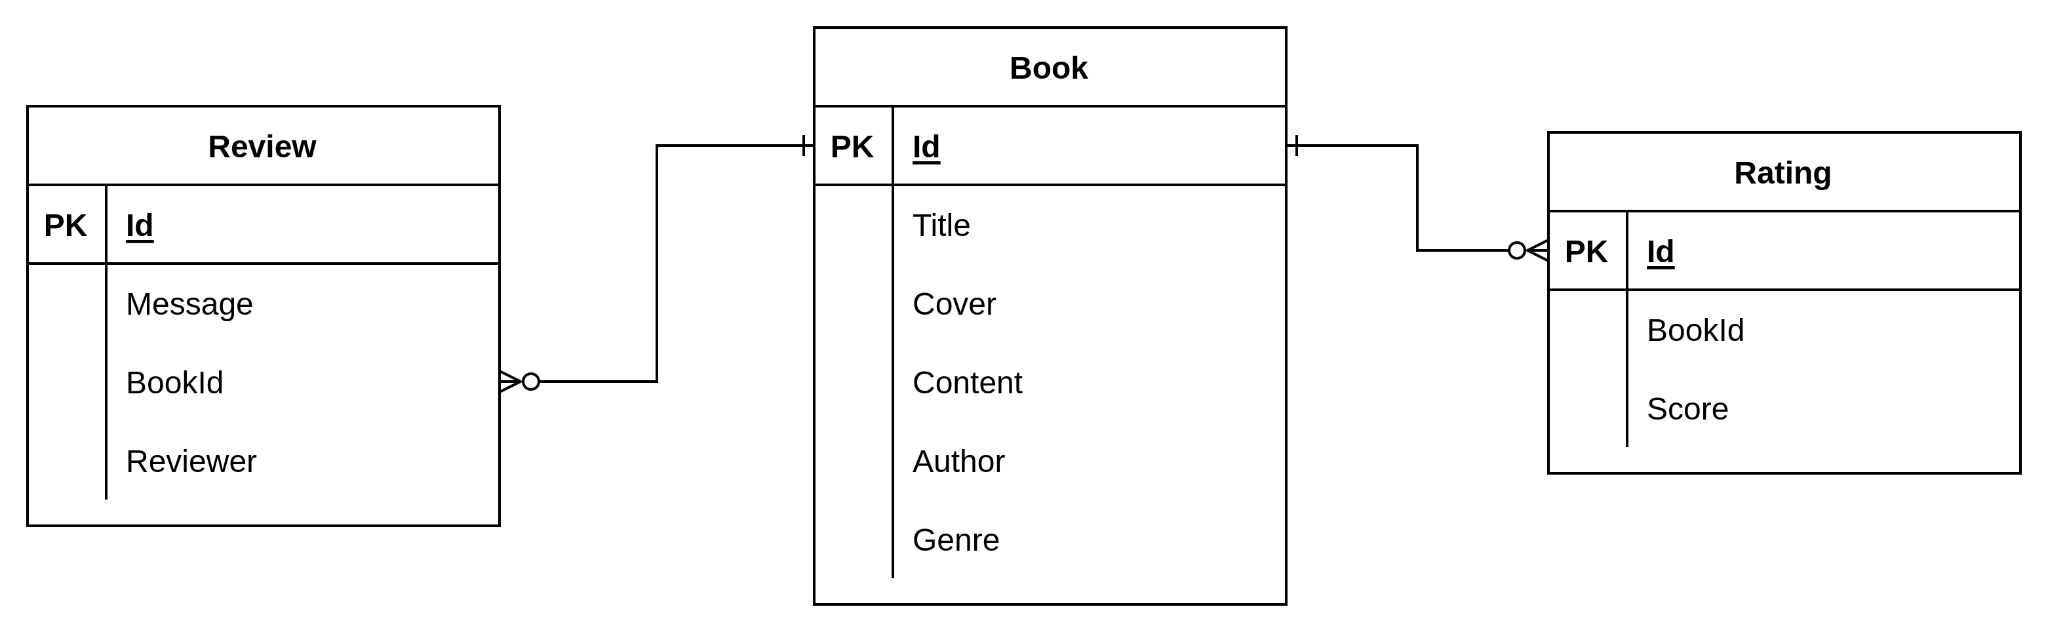 Review
PK Id
Message
BookId
Reviewer
Book
PK Id
Title
Cover
Content
Author
Genre
Rating
PK Id
BookId
Score